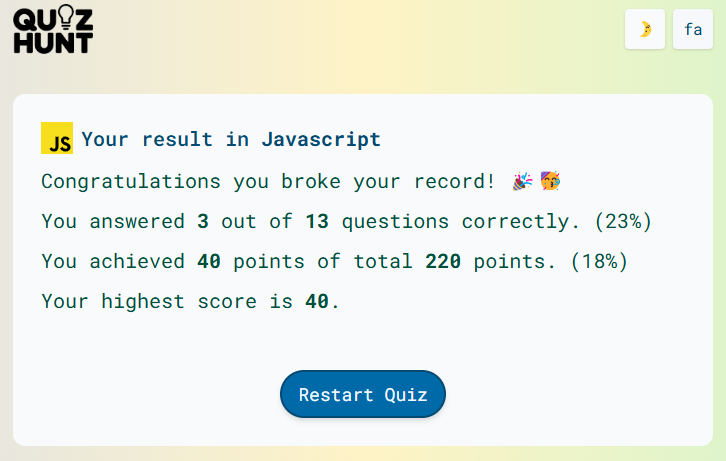 QUIZ
HUNT
fa
JS Your result in Javascript
Congratulations you broke your record! 🎉 🥳
You answered 3 out of 13 questions correctly. (23%)
You achieved 40 points of total 220 points. (18%)
Your highest score is 40.
Restart Quiz